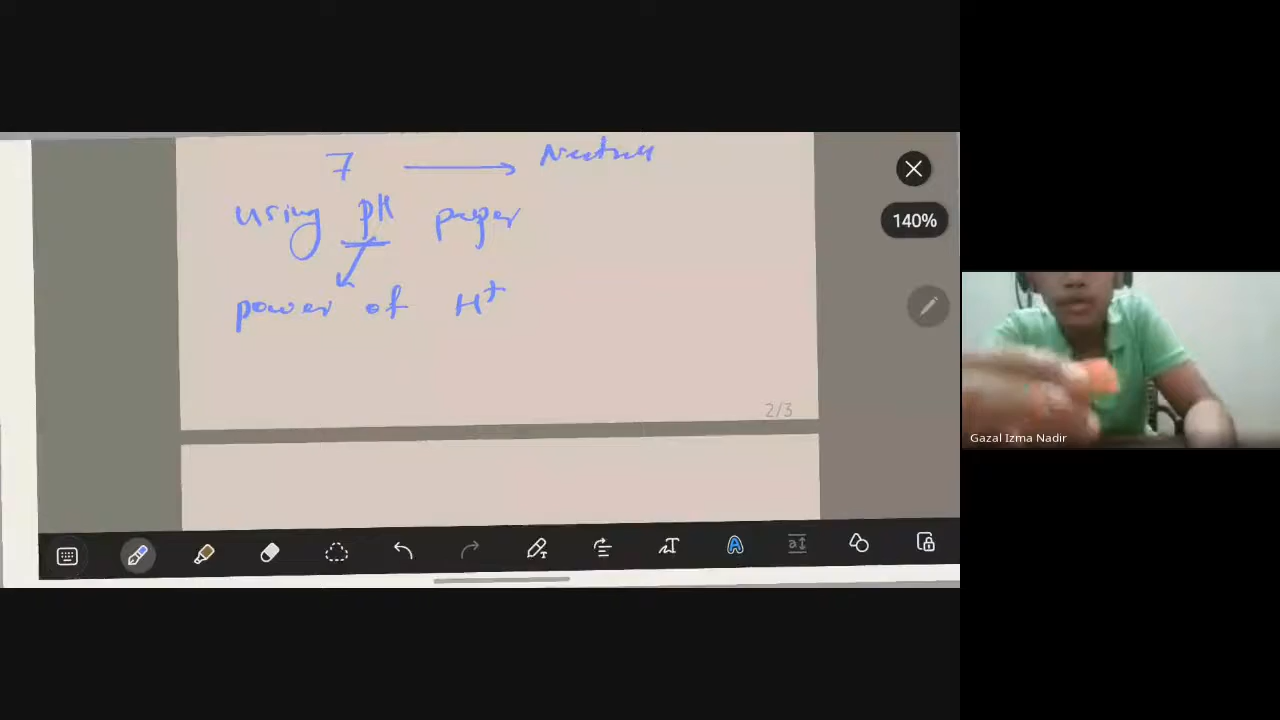 7 → Neutral
using pH paper
power of H⁺
2/3
140%
Gazal Izma Nadir